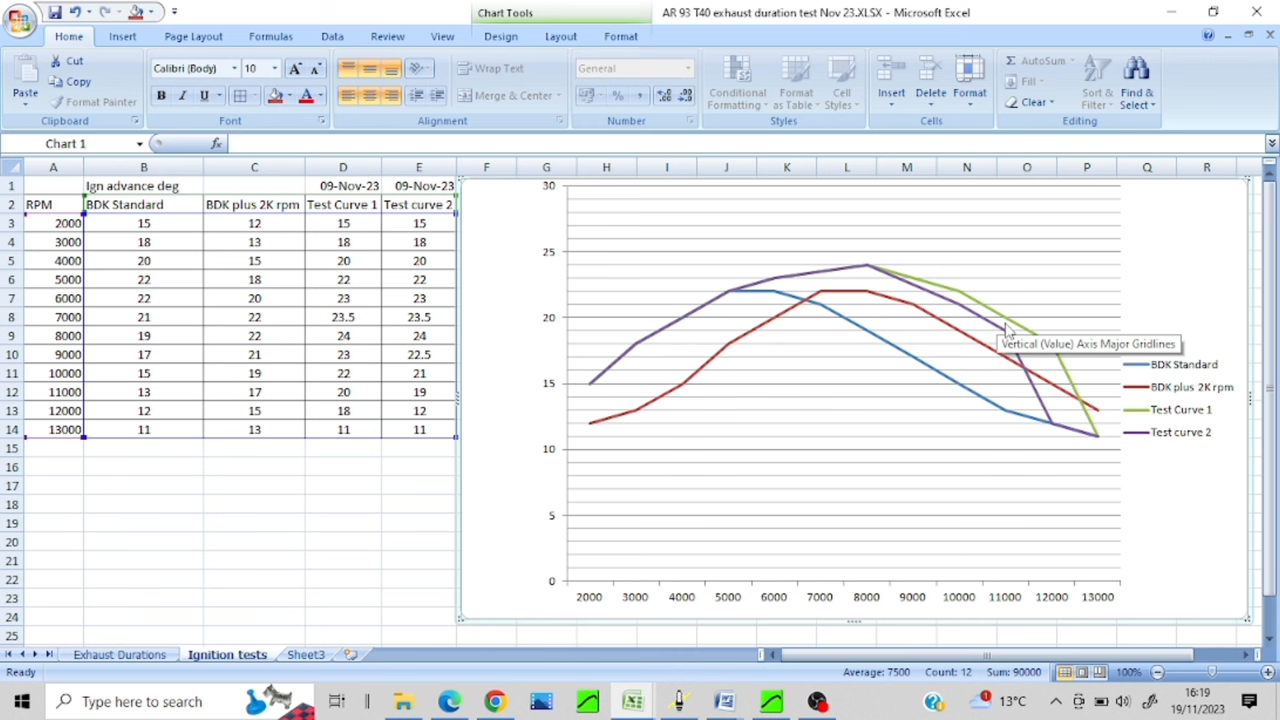 Chart Tools
AR 93 T40 exhaust duration test Nov 23.XLSX - Microsoft Excel
Home Insert Page Layout Formulas Data Review View Design Layout Format
Paste
Cut
Copy
Format Painter
Clipboard
Calibri (Body) 10
B I U
Font
Wrap Text
Merge & Center
Alignment
General
Number
Conditional Formatting
Format as Table
Cell Styles
Styles
Insert Delete Format
Cells
AutoSum
Fill
Clear
Sort & Filter
Find & Select
Editing
Chart 1 fx
A B C D E F G H I J K L M N O P Q R
1 Ign advance deg 09-Nov-23 09-Nov-23
2 RPM BDK Standard BDK plus 2K rpm Test Curve 1 Test curve 2
3 2000 15 12 15 15
4 3000 18 13 18 18
5 4000 20 15 20 20
6 5000 22 18 22 22
7 6000 22 20 23 23
8 7000 21 22 23.5 23.5
9 8000 19 22 24 24
10 9000 17 21 23 22.5
11 10000 15 19 22 21
12 11000 13 17 20 19
13 12000 12 15 18 12
14 13000 11 13 11 11
15
16
17
18
19
20
21
22
23
24
25
30
25
20
15
10
5
0
2000 3000 4000 5000 6000 7000 8000 9000 10000 11000 12000 13000
Vertical (Value) Axis Major Gridlines
BDK Standard
BDK plus 2K rpm
Test Curve 1
Test curve 2
Exhaust Durations Ignition tests Sheet3
Ready Average: 7500 Count: 12 Sum: 90000 100%
Type here to search 13°C 16:19
19/11/2023